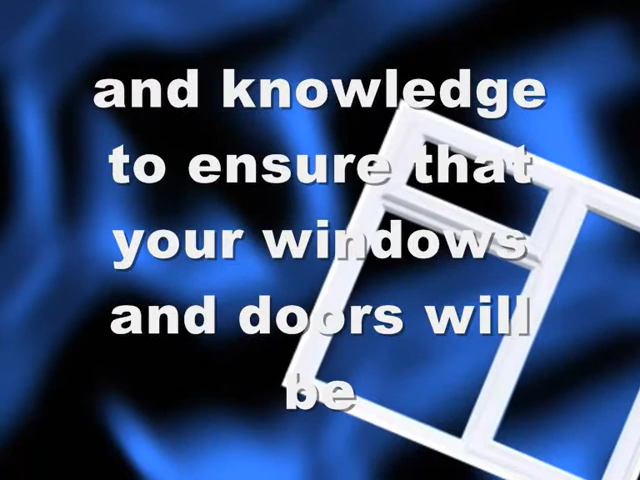 and knowledge
to ensure that
your windows
and doors will
be